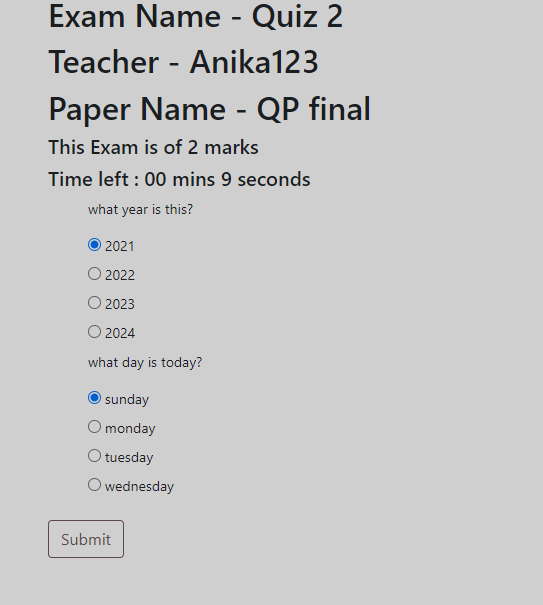 Exam Name - Quiz 2
Teacher - Anika123
Paper Name - QP final
This Exam is of 2 marks
Time left : 00 mins 9 seconds
what year is this?
2021
2022
2023
2024
what day is today?
sunday
monday
tuesday
wednesday
Submit